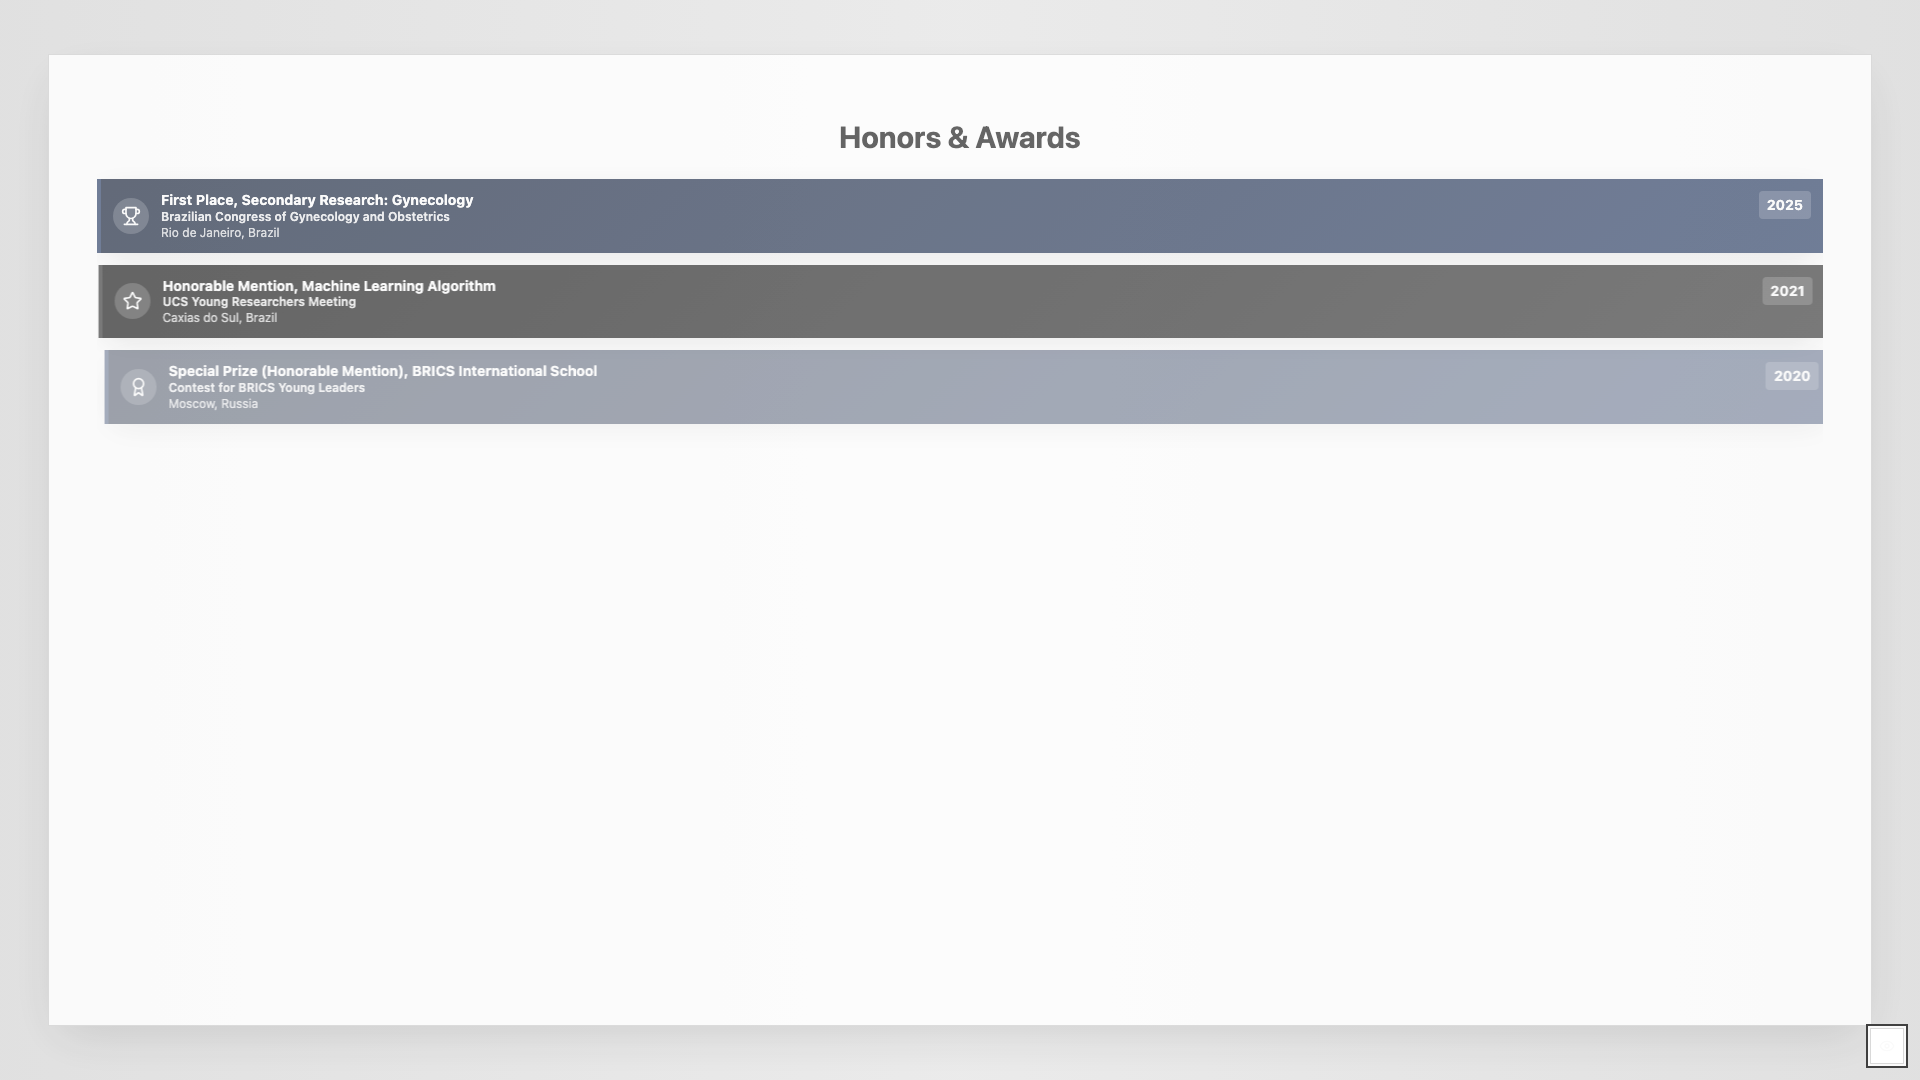 Honors & Awards
First Place, Secondary Research: Gynecology
2025
Brazilian Congress of Gynecology and Obstetrics
Rio de Janeiro, Brazil
Honorable Mention, Machine Learning Algorithm
2021
UCS Young Researchers Meeting
Caxias do Sul, Brazil
Special Prize (Honorable Mention), BRICS International School
2020
Contest for BRICS Young Leaders
Moscow, Russia